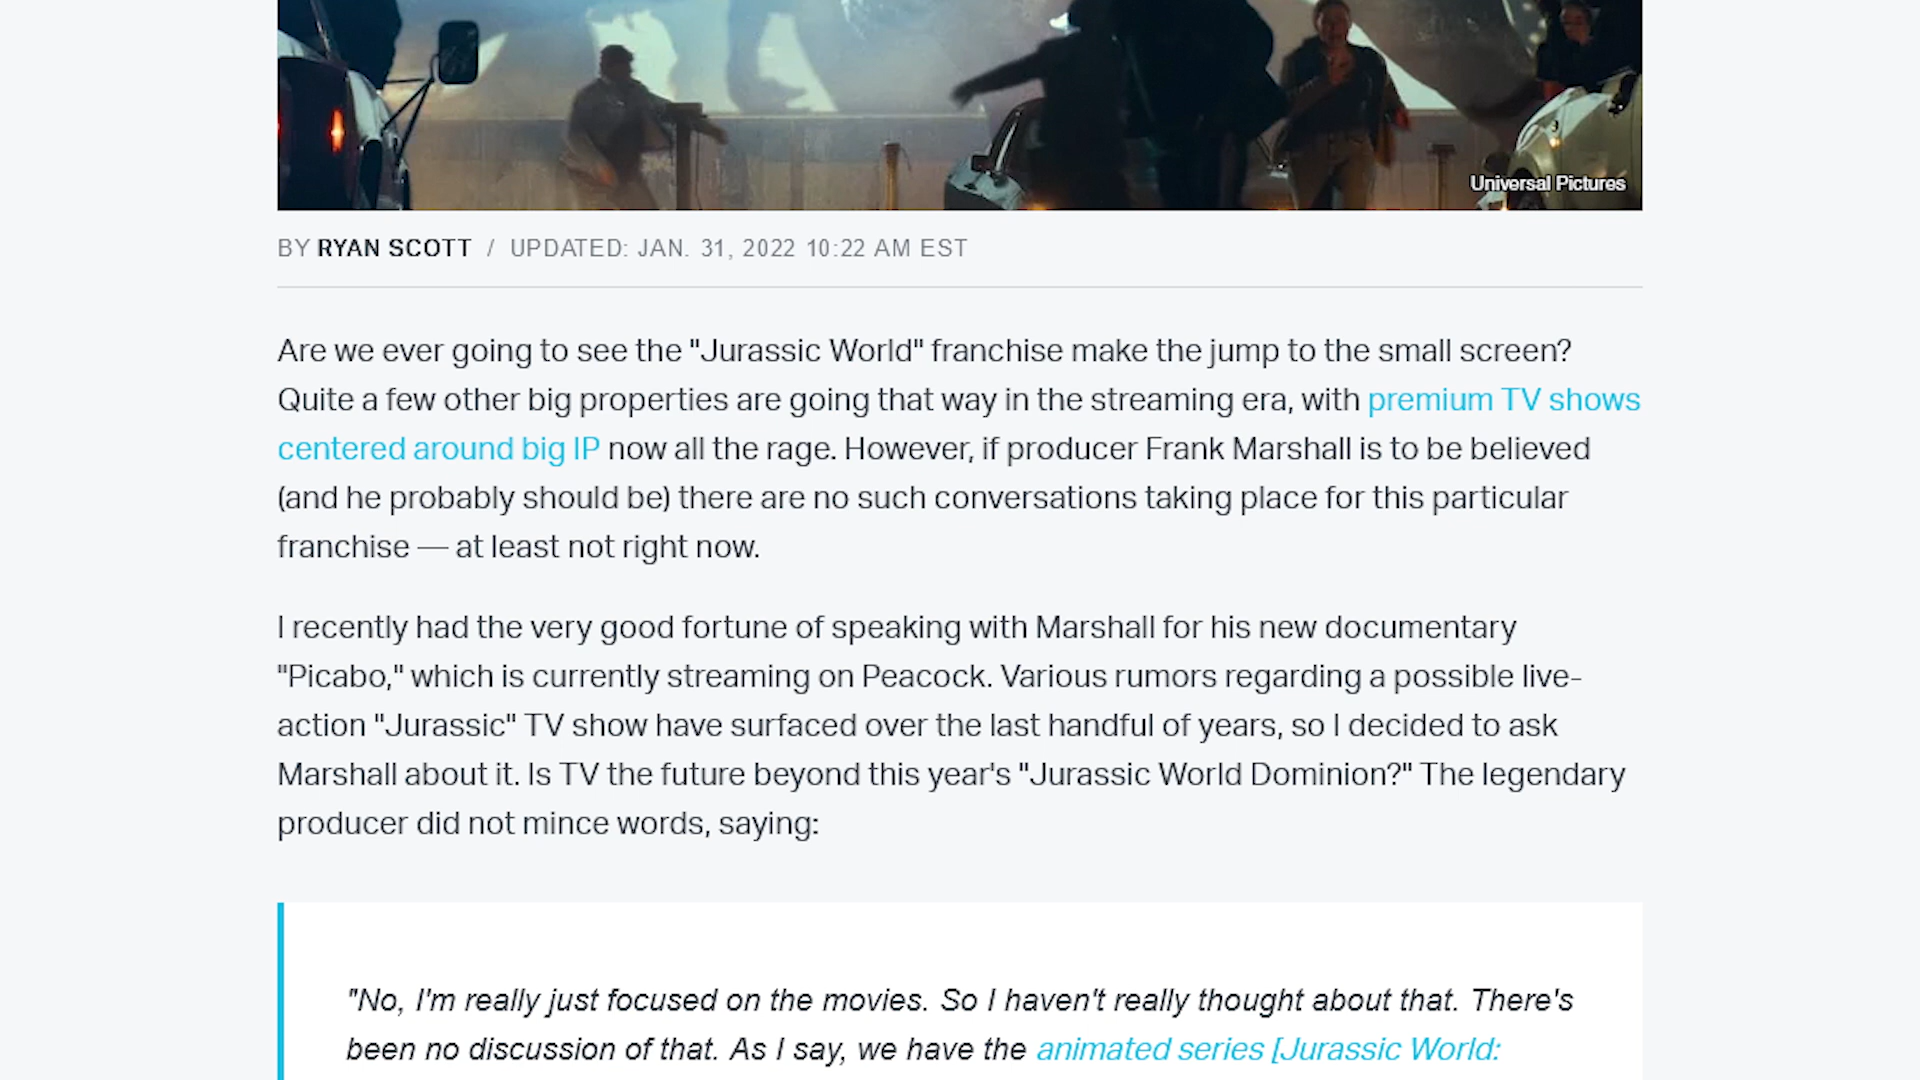 Universal Pictures
BY RYAN SCOTT / UPDATED: JAN. 31, 2022 10:22 AM EST
Are we ever going to see the "Jurassic World" franchise make the jump to the small screen?
Quite a few other big properties are going that way in the streaming era, with premium TV shows
centered around big IP now all the rage. However, if producer Frank Marshall is to be believed
(and he probably should be) there are no such conversations taking place for this particular
franchise — at least not right now.
I recently had the very good fortune of speaking with Marshall for his new documentary
"Picabo," which is currently streaming on Peacock. Various rumors regarding a possible live-
action "Jurassic" TV show have surfaced over the last handful of years, so I decided to ask
Marshall about it. Is TV the future beyond this year's "Jurassic World Dominion?" The legendary
producer did not mince words, saying:
"No, I'm really just focused on the movies. So I haven't really thought about that. There's
been no discussion of that. As I say, we have the animated series [Jurassic World: